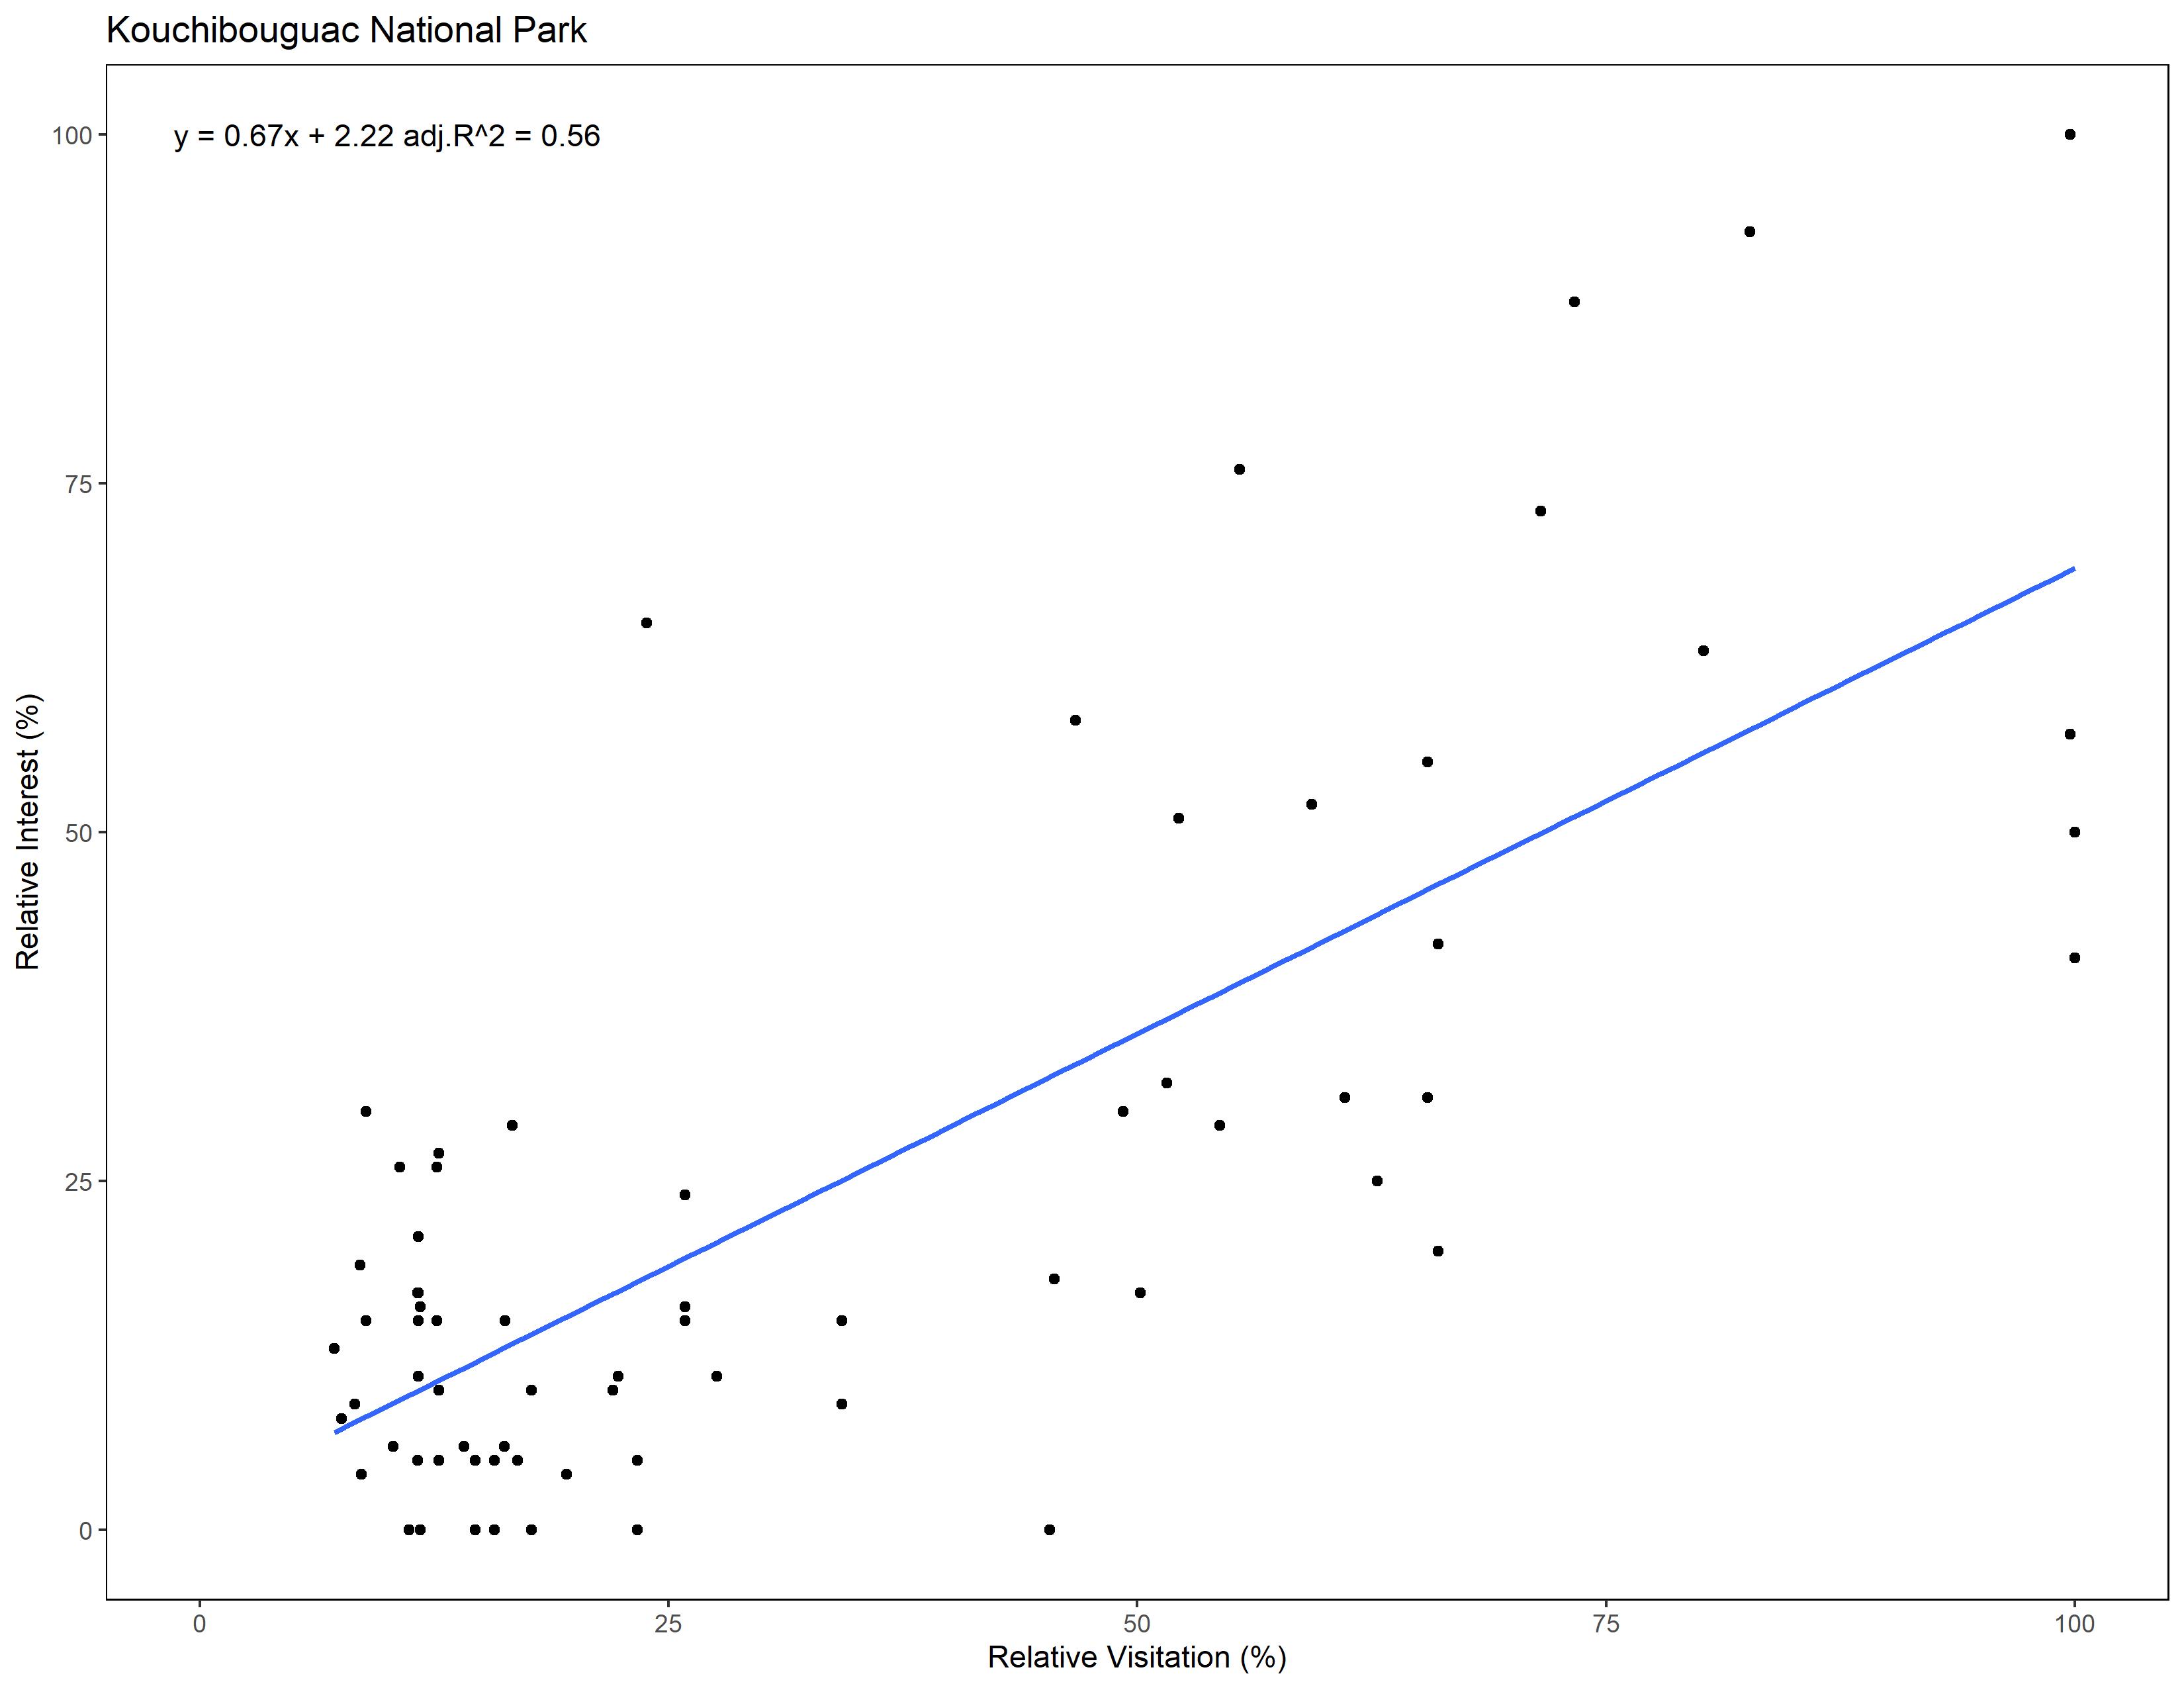 Kouchibouguac National Park
y = 0.67x + 2.22 adj.R^2 = 0.56
Relative Interest (%)
100
75
50
25
0
0 25 50 75 100
Relative Visitation (%)